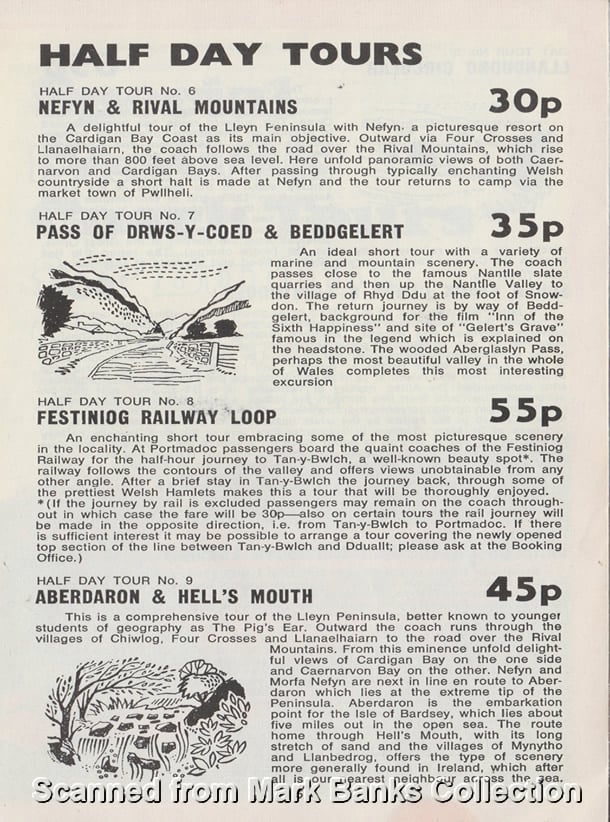 HALF DAY TOURS
HALF DAY TOUR No. 6
NEFYN & RIVAL MOUNTAINS 30p
A delightful tour of the Lleyn Peninsula with Nefyn, a picturesque resort on
the Cardigan Bay Coast as its main objective. Outward via Four Crosses and
Llanaelhaiarn, the coach follows the road over the Rival Mountains, which rise
to more than 800 feet above sea level. Here unfold panoramic views of both Caer-
narvon and Cardigan Bays. After passing through typically enchanting Welsh
countryside a short halt is made at Nefyn and the tour returns to camp via the
market town of Pwllheli.
HALF DAY TOUR No. 7
PASS OF DRWS-Y-COED & BEDDGELERT 35p
An ideal short tour with a variety of
marine and mountain scenery. The coach
passes close to the famous Nantlle slate
quarries and then up the Nantlle Valley to
the village of Rhyd Ddu at the foot of Snow-
don. The return journey is by way of Bedd-
gelert, background for the film "Inn of the
Sixth Happiness" and site of "Gelert's Grave"
famous in the legend which is explained on
the headstone. The wooded Aberglaslyn Pass,
perhaps the most beautiful valley in the whole
of Wales completes this most interesting
excursion
HALF DAY TOUR No. 8
FESTINIOG RAILWAY LOOP 55p
An enchanting short tour embracing some of the most picturesque scenery
in the locality. At Portmadoc passengers board the quaint coaches of the Festiniog
Railway for the half-hour journey to Tan-y-Bwlch, a well-known beauty spot*. The
railway follows the contours of the valley and offers views unobtainable from any
other angle. After a brief stay in Tan-y-Bwlch the journey back, through some of
the prettiest Welsh Hamlets makes this a tour that will be thoroughly enjoyed.
*(If the journey by rail is excluded passengers may remain on the coach through-
out in which case the fare will be 30p—also on certain tours the rail journey will
be made in the opposite direction, i.e. from Tan-y-Bwlch to Portmadoc. If there
is sufficient interest it may be possible to arrange a tour covering the newly opened
top section of the line between Tan-y-Bwlch and Dduallt; please ask at the Booking
Office.)
HALF DAY TOUR No. 9
ABERDARON & HELL'S MOUTH 45p
This is a comprehensive tour of the Lleyn Peninsula, better known to younger
students of geography as The Pig's Ear. Outward the coach runs through the
villages of Chiwlog, Four Crosses and Llanaelhaiarn to the road over the Rival
Mountains. From this eminence unfold delight-
ful views of Cardigan Bay on the one side
and Caernarvon Bay on the other. Nefyn and
Morfa Nefyn are next in line en route to Aber-
daron which lies at the extreme tip of the
Peninsula. Aberdaron is the embarkation
point for the Isle of Bardsey, which lies about
five miles out in the open sea. The route
home through Hell's Mouth, with its long
stretch of sand and the villages of Mynytho
and Llanbedrog, offers the type of scenery
more generally found in Ireland, which after
all is our nearest neighbour across the sea.
Scanned from Mark Banks Collection